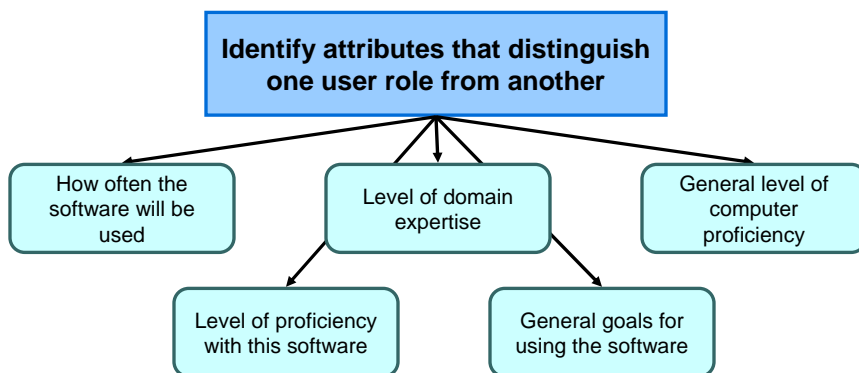 Identify attributes that distinguish
one user role from another
How often the
software will be
used
Level of domain
expertise
General level of
computer
proficiency
Level of proficiency
with this software
General goals for
using the software